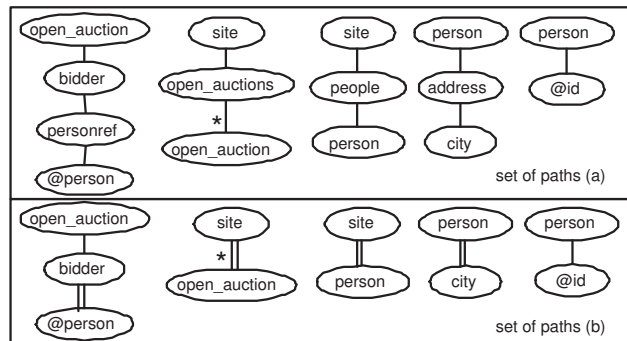 open_auction site site person person
bidder open_auctions people address @id
*
personref open_auction person city
@person
set of paths (a)
open_auction site site person person
*
bidder open_auction person city @id
@person
set of paths (b)